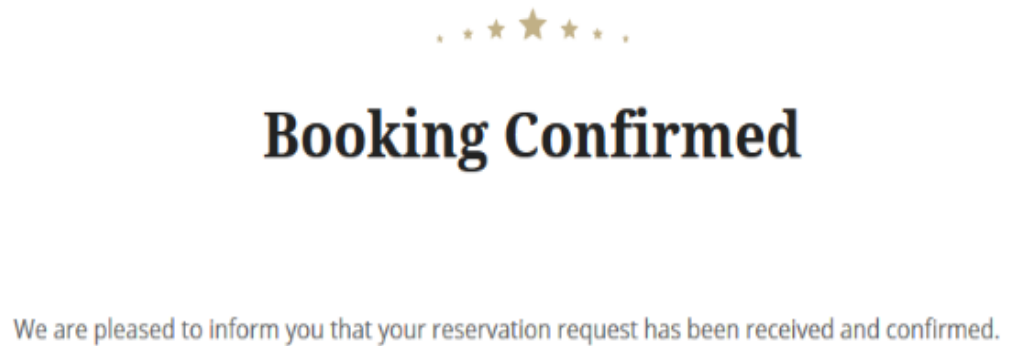 Booking Confirmed
We are pleased to inform you that your reservation request has been received and confirmed.